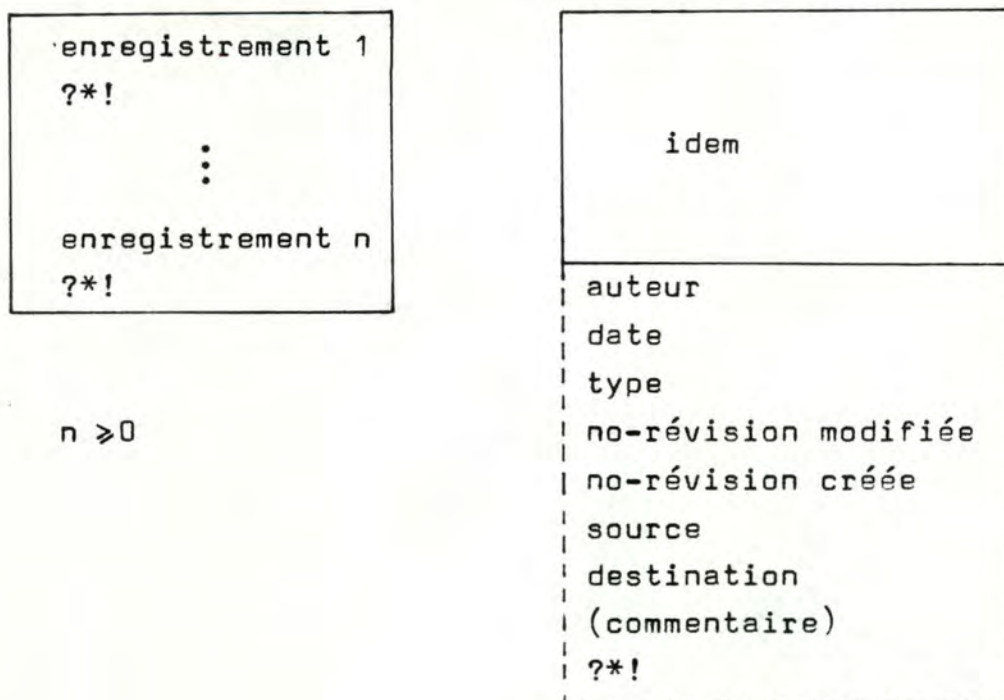 enregistrement 1
?*!
⋮
enregistrement n
?*!
n ⩾0
idem
auteur
date
type
no-révision modifiée
no-révision créée
source
destination
(commentaire)
?*!